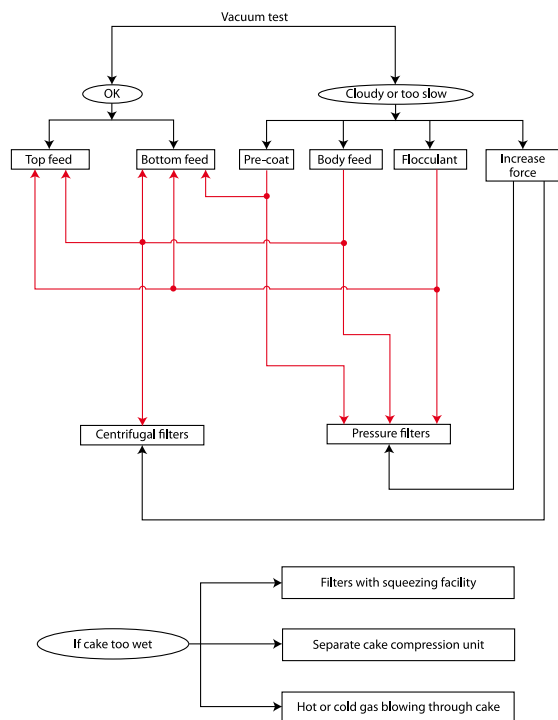 Vacuum test
OK
Cloudy or too slow
Top feed
Bottom feed
Pre-coat
Body feed
Flocculant
Increase
force
Centrifugal filters
Pressure filters
Filters with squeezing facility
If cake too wet
Separate cake compression unit
Hot or cold gas blowing through cake